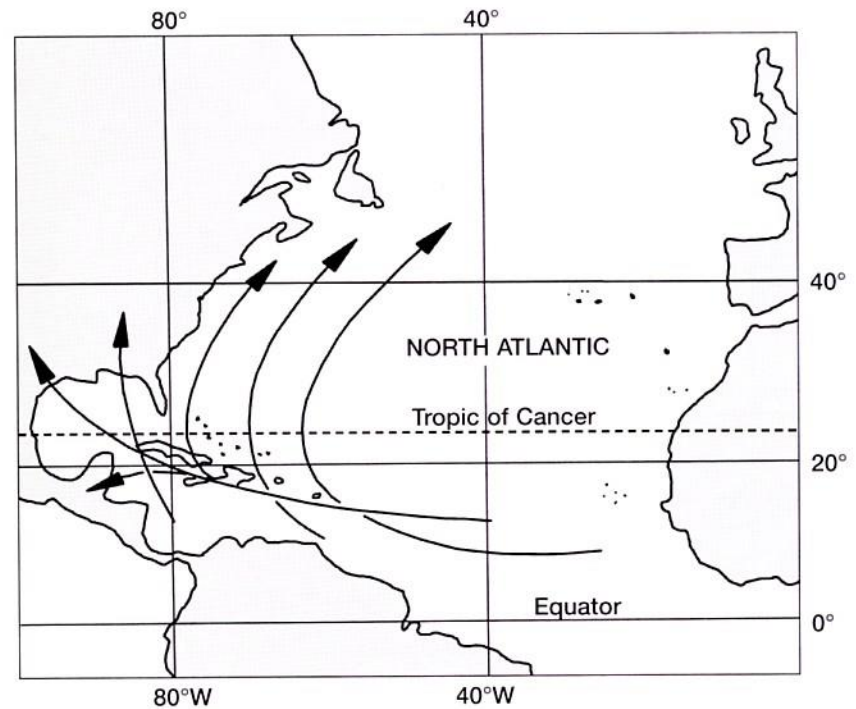 80°
40°
40°
NORTH ATLANTIC
Tropic of Cancer
20°
Equator
0°
80°W
40°W